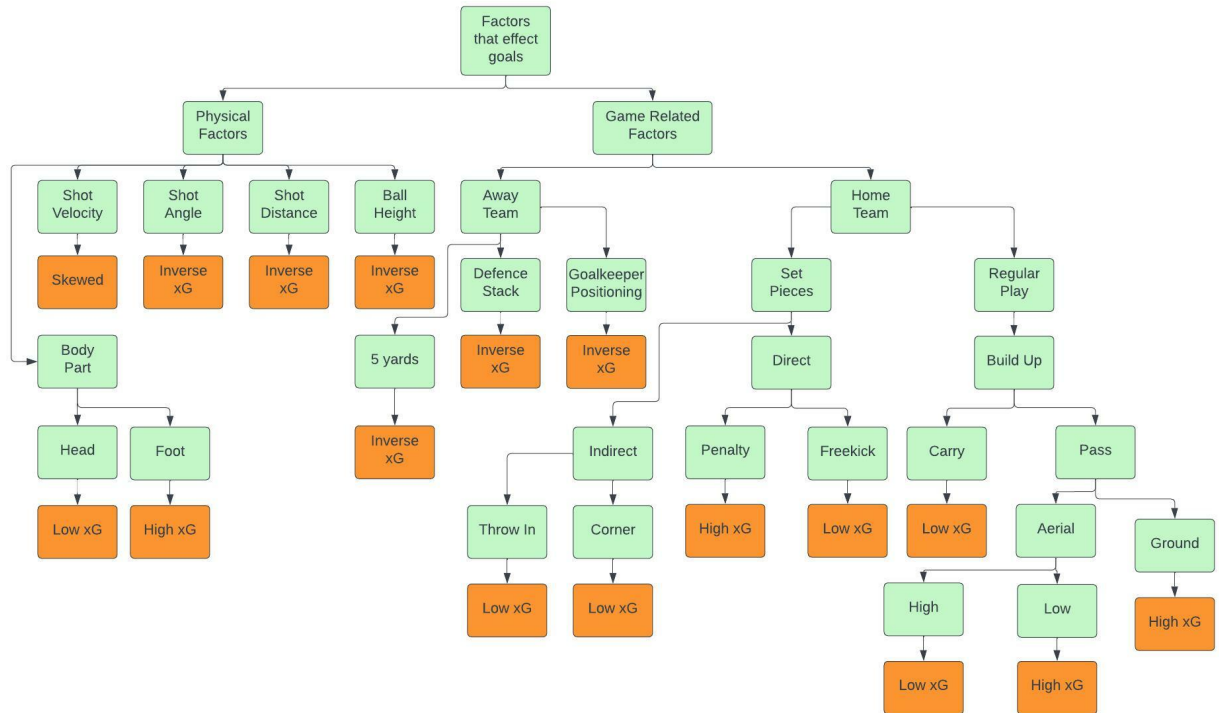 Factors
that effect
goals
Physical
Factors
Game Related
Factors
Shot
Velocity
Shot
Angle
Shot
Distance
Ball
Height
Away
Team
Home
Team
Skewed
Inverse
xG
Inverse
xG
Inverse
xG
Defence
Stack
Goalkeeper
Positioning
Set
Pieces
Regular
Play
Body
Part
5 yards
Inverse
xG
Inverse
xG
Direct
Build Up
Head
Foot
Inverse
xG
Indirect
Penalty
Freekick
Carry
Pass
Low xG
High xG
Throw In
Corner
High xG
Low xG
Low xG
Aerial
Ground
Low xG
Low xG
High
Low
High xG
Low xG
High xG